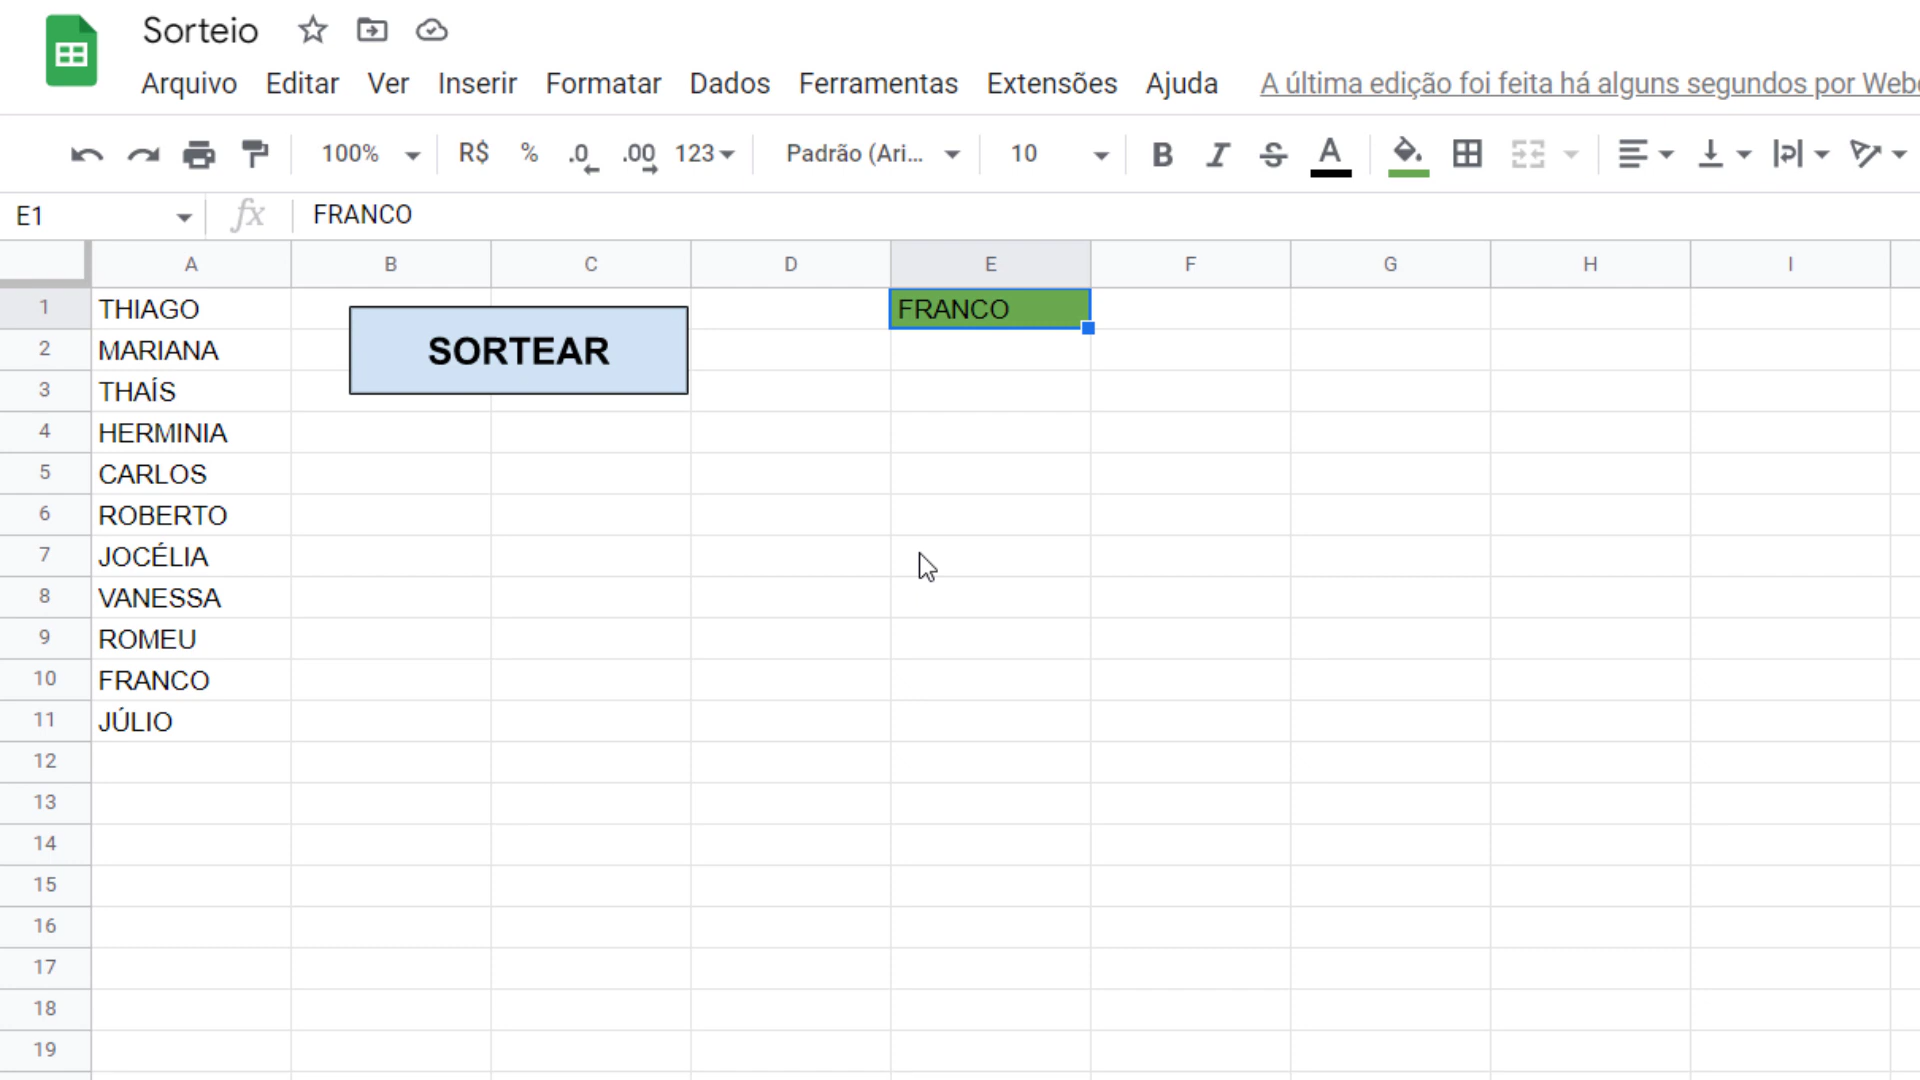 Sorteio
Arquivo Editar Ver Inserir Formatar Dados Ferramentas Extensões Ajuda A última edição foi feita há alguns segundos por
100% R$ % .0 .00 123 Padrão (Ari... 10 B I S A
E1 fx FRANCO
A B C D E F G H I
1 THIAGO FRANCO
SORTEAR
2 MARIANA
3 THAÍS
4 HERMINIA
5 CARLOS
6 ROBERTO
7 JOCÉLIA
8 VANESSA
9 ROMEU
10 FRANCO
11 JÚLIO
12
13
14
15
16
17
18
19